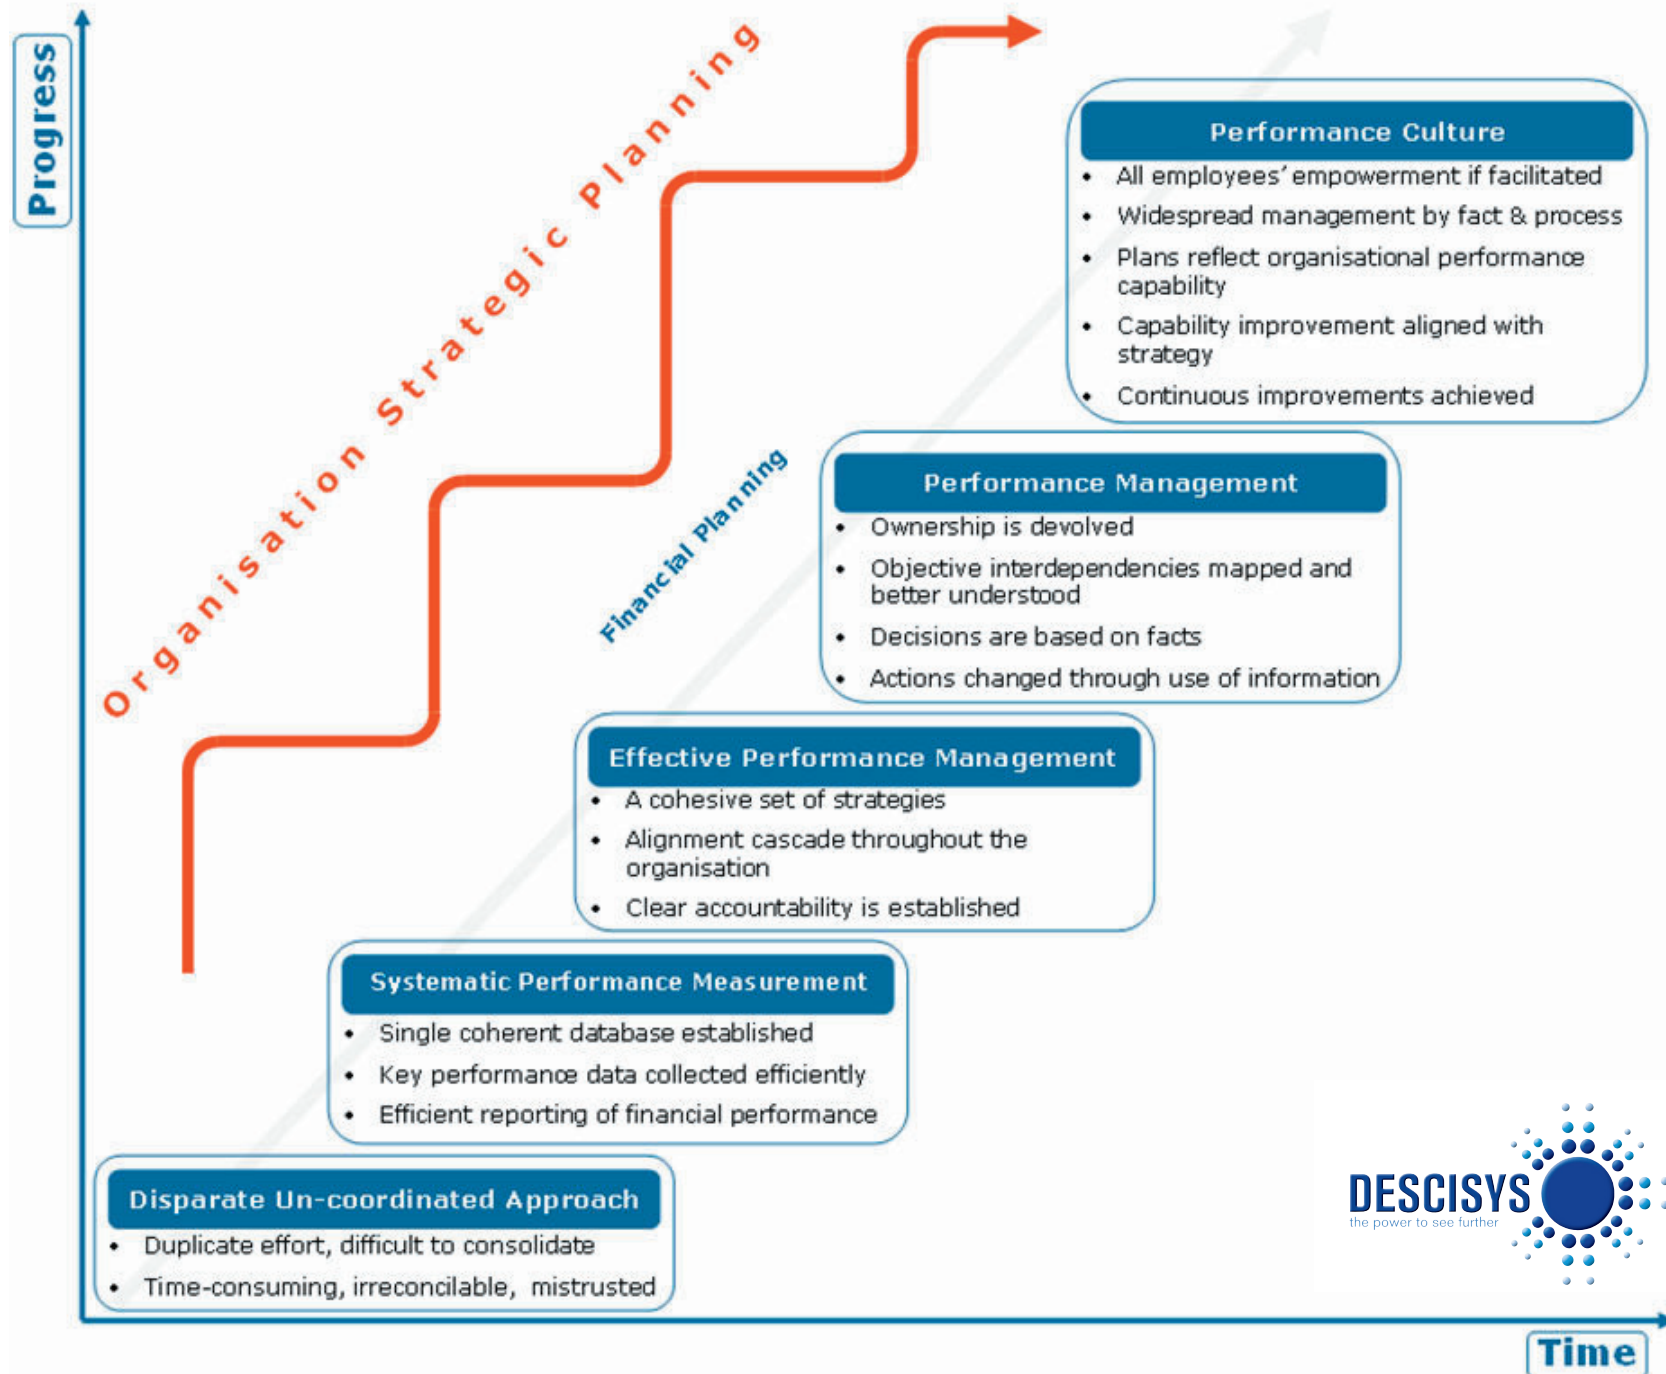 Progress
Organisation Strategic Planning
Performance Culture
• All employees’ empowerment if facilitated
• Widespread management by fact & process
• Plans reflect organisational performance
capability
• Capability improvement aligned with
strategy
• Continuous improvements achieved
Financial Planning
Performance Management
• Ownership is devolved
• Objective interdependencies mapped and
better understood
• Decisions are based on facts
• Actions changed through use of information
Effective Performance Management
• A cohesive set of strategies
• Alignment cascade throughout the
organisation
• Clear accountability is established
Systematic Performance Measurement
• Single coherent database established
• Key performance data collected efficiently
• Efficient reporting of financial performance
Disparate Un-coordinated Approach
• Duplicate effort, difficult to consolidate
• Time-consuming, irreconcilable, mistrusted
DESCISYS
the power to see further
Time